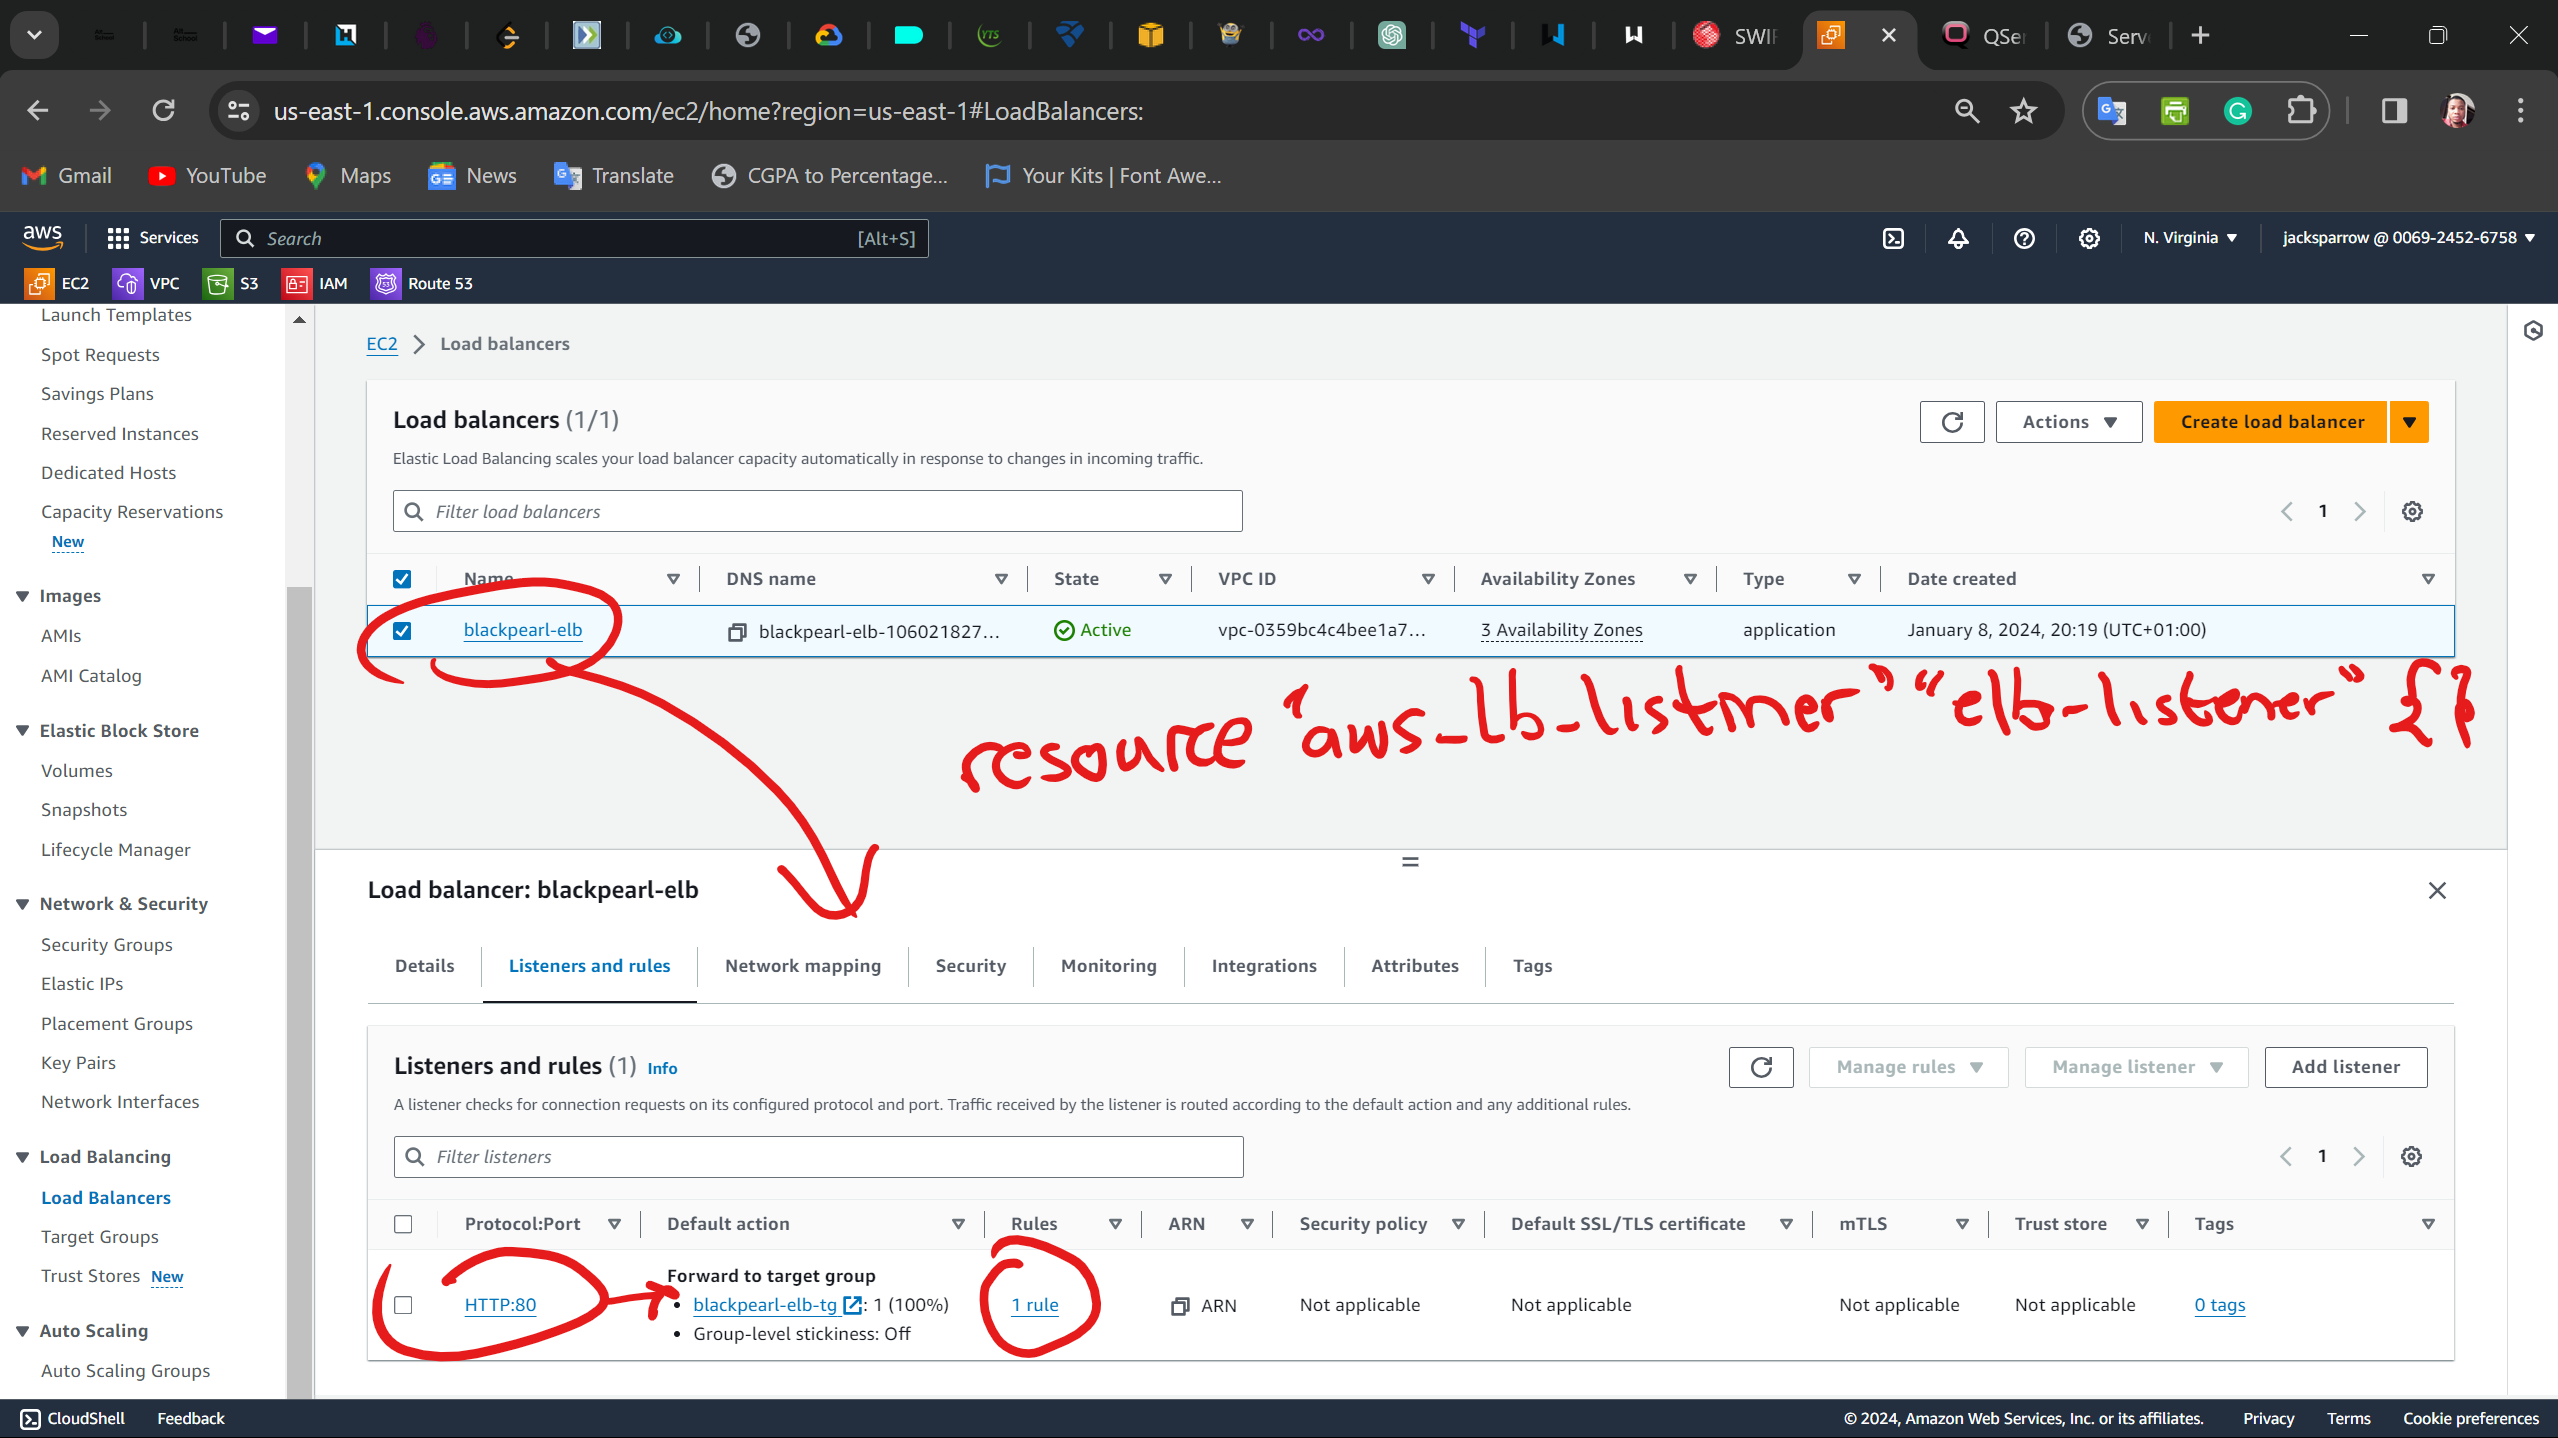 SWIF
QSer
Serve
us-east-1.console.aws.amazon.com/ec2/home?region=us-east-1#LoadBalancers:
Gmail YouTube Maps News Translate CGPA to Percentage... Your Kits | Font Awe...
aws Services Search [Alt+S] N. Virginia jacksparrow @ 0069-2452-6758
EC2 VPC S3 IAM Route 53
Launch Templates
Spot Requests
Savings Plans
Reserved Instances
Dedicated Hosts
Capacity Reservations
New
Images
AMIs
AMI Catalog
Elastic Block Store
Volumes
Snapshots
Lifecycle Manager
Network & Security
Security Groups
Elastic IPs
Placement Groups
Key Pairs
Network Interfaces
Load Balancing
Load Balancers
Target Groups
Trust Stores New
Auto Scaling
Auto Scaling Groups
EC2 Load balancers
Load balancers (1/1) Actions Create load balancer
Elastic Load Balancing scales your load balancer capacity automatically in response to changes in incoming traffic.
Filter load balancers 1
Name DNS name State VPC ID Availability Zones Type Date created
blackpearl-elb blackpearl-elb-106021827... Active vpc-0359bc4c4bee1a7... 3 Availability Zones application January 8, 2024, 20:19 (UTC+01:00)
resource "aws_lb_listner" "elb-listener" {}
Load balancer: blackpearl-elb
Details Listeners and rules Network mapping Security Monitoring Integrations Attributes Tags
Listeners and rules (1) Info Manage rules Manage listener Add listener
A listener checks for connection requests on its configured protocol and port. Traffic received by the listener is routed according to the default action and any additional rules.
Filter listeners 1
Protocol:Port Default action Rules ARN Security policy Default SSL/TLS certificate mTLS Trust store Tags
Forward to target group
HTTP:80 • blackpearl-elb-tg : 1 (100%) 1 rule ARN Not applicable Not applicable Not applicable Not applicable 0 tags
• Group-level stickiness: Off
CloudShell Feedback © 2024, Amazon Web Services, Inc. or its affiliates. Privacy Terms Cookie preferences